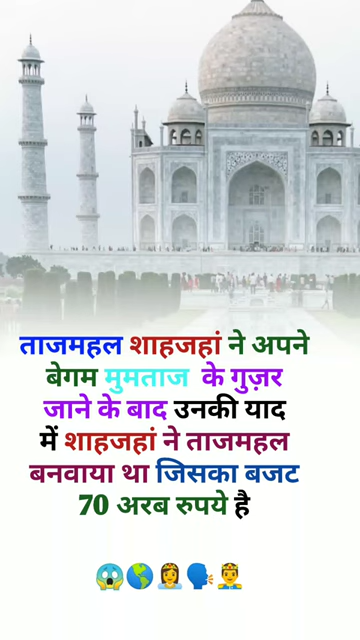 ताजमहल शाहजहां ने अपने
बेगम मुमताज के गुज़र
जाने के बाद उनकी याद
में शाहजहां ने ताजमहल
बनवाया था जिसका बजट
70 अरब रुपये है